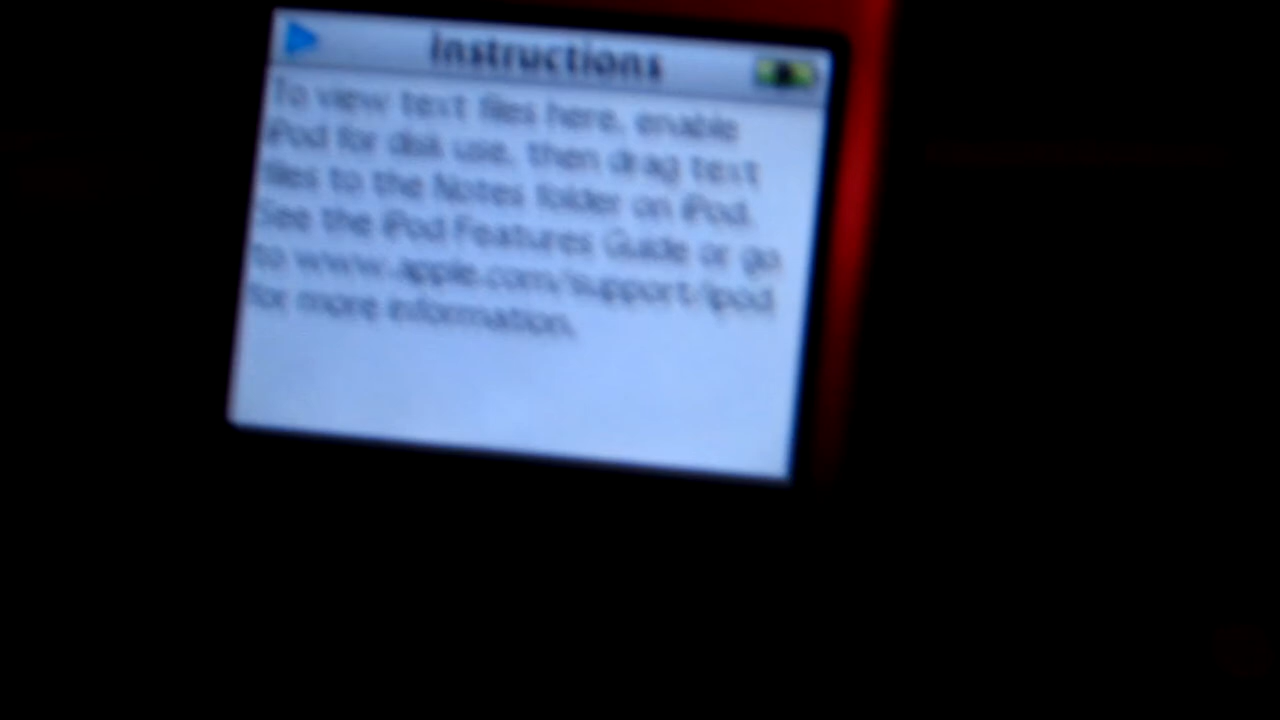 Instructions
To view text files here, enable
iPod for disk use, then drag text
files to the Notes folder on iPod.
See the iPod Features Guide or go
to www.apple.com/support/ipod
for more information.